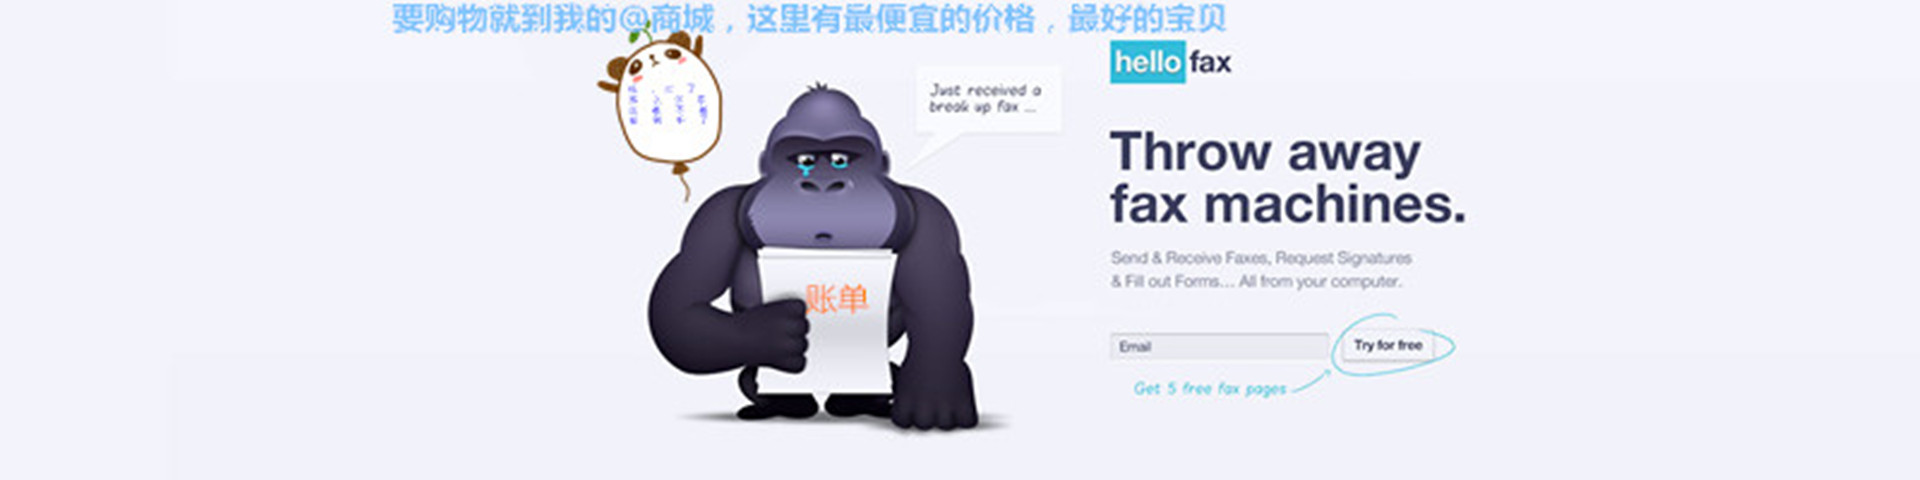 要购物就到我的@商城，这里有最便宜的价格，最好的宝贝
hello fax
Just received a
break up fax ...
Throw away
fax machines.
Send & Receive Faxes, Request Signatures
& Fill out Forms... All from your computer.
账单
Email
Try for free
Get 5 free fax pages